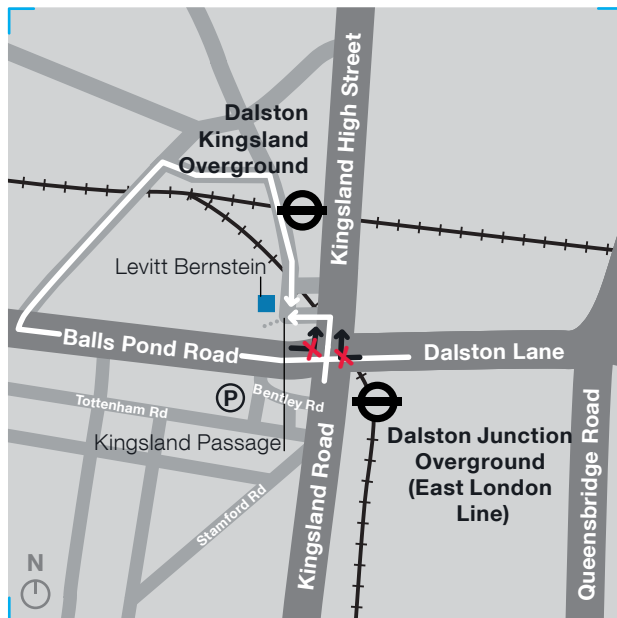 Kingsland High Street
Dalston
Kingsland
Overground
Levitt Bernstein
Balls Pond Road
Dalston Lane
P
Bentley Rd
Tottenham Rd
Kingsland Passage
Dalston Junction
Overground
(East London
Line)
Stamford Rd
Kingsland Road
Queensbridge Road
N